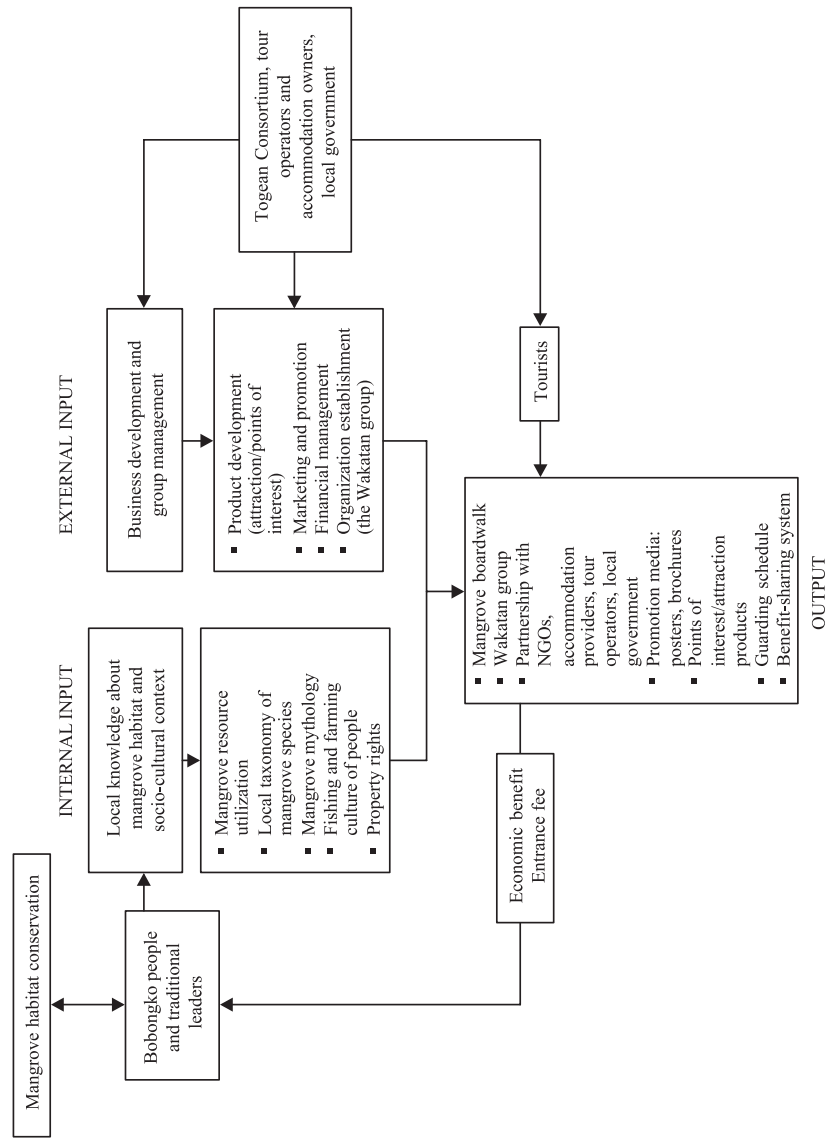 Mangrove habitat conservation
Bobongko people
and traditional
leaders
INTERNAL INPUT
Local knowledge about
mangrove habitat and
socio-cultural context
▪ Mangrove resource
utilization
▪ Local taxonomy of
mangrove species
▪ Mangrove mythology
▪ Fishing and farming
culture of people
▪ Property rights
EXTERNAL INPUT
Business development and
group management
▪ Product development
(attraction/points of
interest)
▪ Marketing and promotion
▪ Financial management
▪ Organization establishment
(the Wakatan group)
Togean Consortium, tour
operators and
accommodation owners,
local government
Economic benefit
Entrance fee
▪ Mangrove boardwalk
▪ Wakatan group
▪ Partnership with
NGOs,
accommodation
providers, tour
operators, local
government
▪ Promotion media:
posters, brochures
▪ Points of
interest/attraction
products
▪ Guarding schedule
▪ Benefit-sharing system
OUTPUT
Tourists